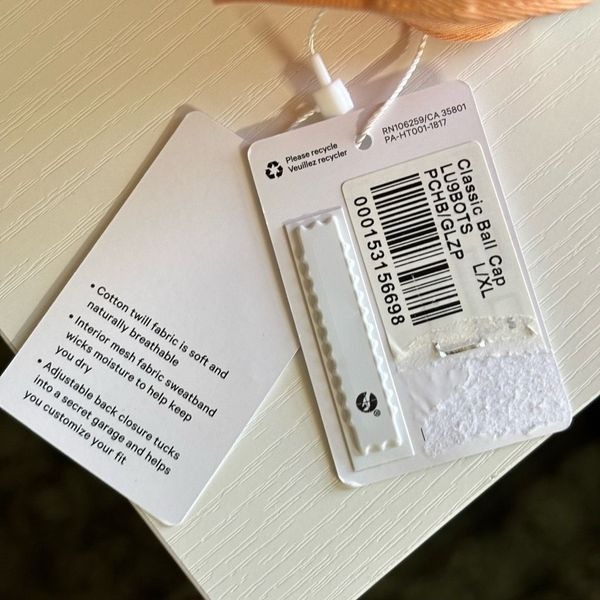 • Cotton twill fabric is soft and
naturally breathable
• Interior mesh fabric sweatband
wicks moisture to help keep
you dry
• Adjustable back closure tucks
into a secret garage and helps
you customize your fit
Please recycle
Veuillez recycler
RN106259/CA 35801
PA-HT001-1817
Classic Ball Cap
LU9BOTS L/XL
PCHB/GLZP
000153156698
®